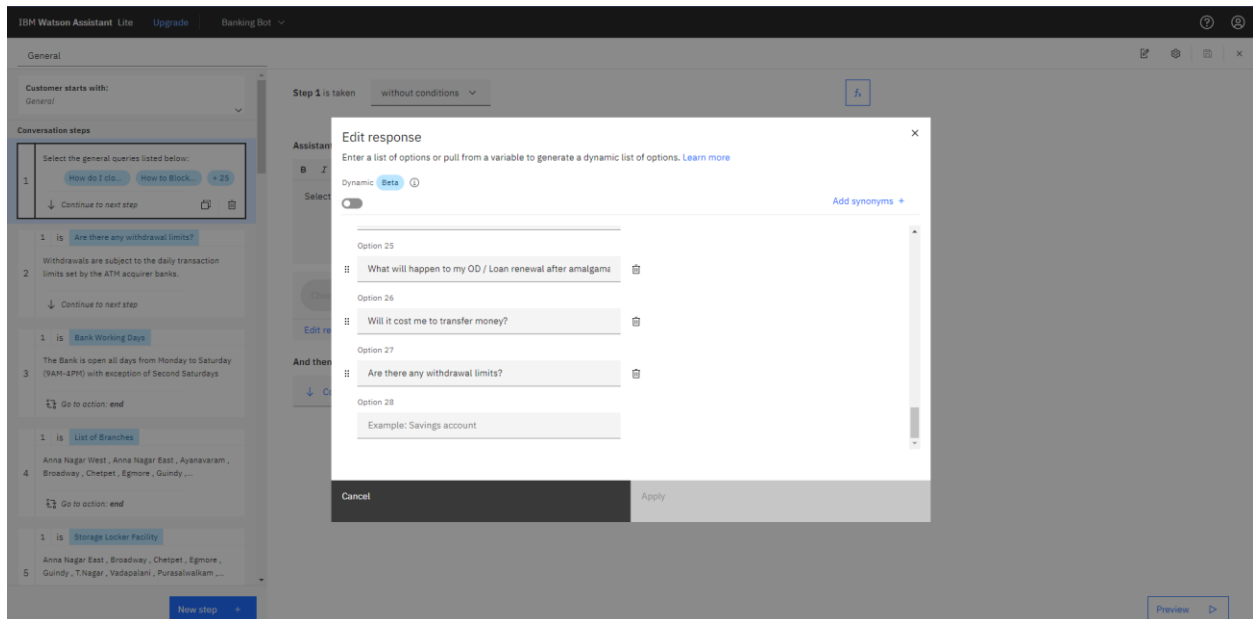 IBM Watson Assistant Lite Upgrade Banking Bot
General
Customer starts with:
General
Conversation steps
1
Select the general queries listed below:
How do I clo... How to Block... + 25
Continue to next step
2
1 is Are there any withdrawal limits?
Withdrawals are subject to the daily transaction
limits set by the ATM acquirer banks.
Continue to next step
3
1 is Bank Working Days
The Bank is open all days from Monday to Saturday
(9AM-4PM) with exception of Second Saturdays
Go to action: end
4
1 is List of Branches
Anna Nagar West , Anna Nagar East , Ayanavaram ,
Broadway , Chetpet , Egmore , Guindy ,...
Go to action: end
5
1 is Storage Locker Facility
Anna Nagar East , Broadway , Chetpet , Egmore ,
Guindy , T.Nagar , Vadapalani , Purasaiwalkam ,...
New step +
Step 1 is taken without conditions
fx
Assistan
B I
Select
Edit re
And then
Co
Edit response
Enter a list of options or pull from a variable to generate a dynamic list of options. Learn more
Dynamic Beta
Add synonyms +
Option 25
What will happen to my OD / Loan renewal after amalgama
Option 26
Will it cost me to transfer money?
Option 27
Are there any withdrawal limits?
Option 28
Example: Savings account
Cancel
Apply
Preview